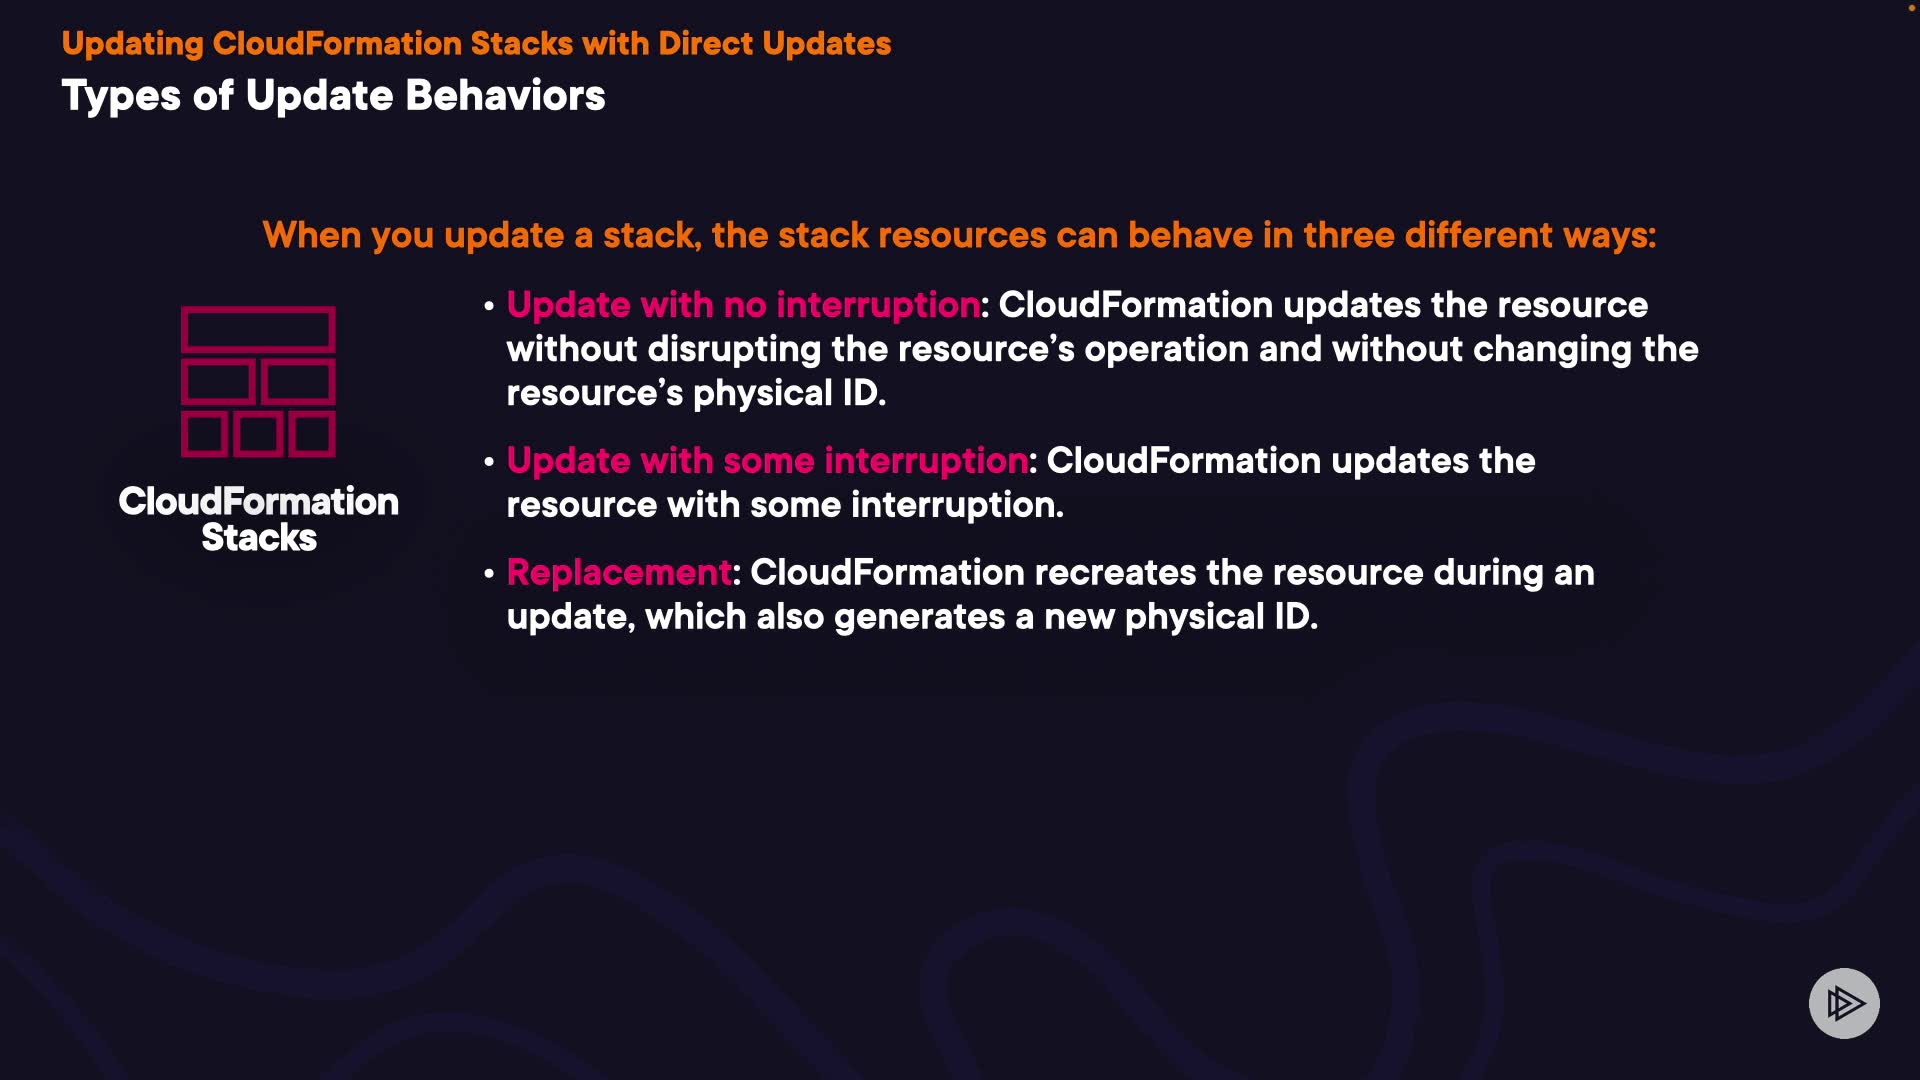 Updating CloudFormation Stacks with Direct Updates
Types of Update Behaviors
When you update a stack, the stack resources can behave in three different ways:
CloudFormation
Stacks
• Update with no interruption: CloudFormation updates the resource
without disrupting the resource’s operation and without changing the
resource’s physical ID.
• Update with some interruption: CloudFormation updates the
resource with some interruption.
• Replacement: CloudFormation recreates the resource during an
update, which also generates a new physical ID.